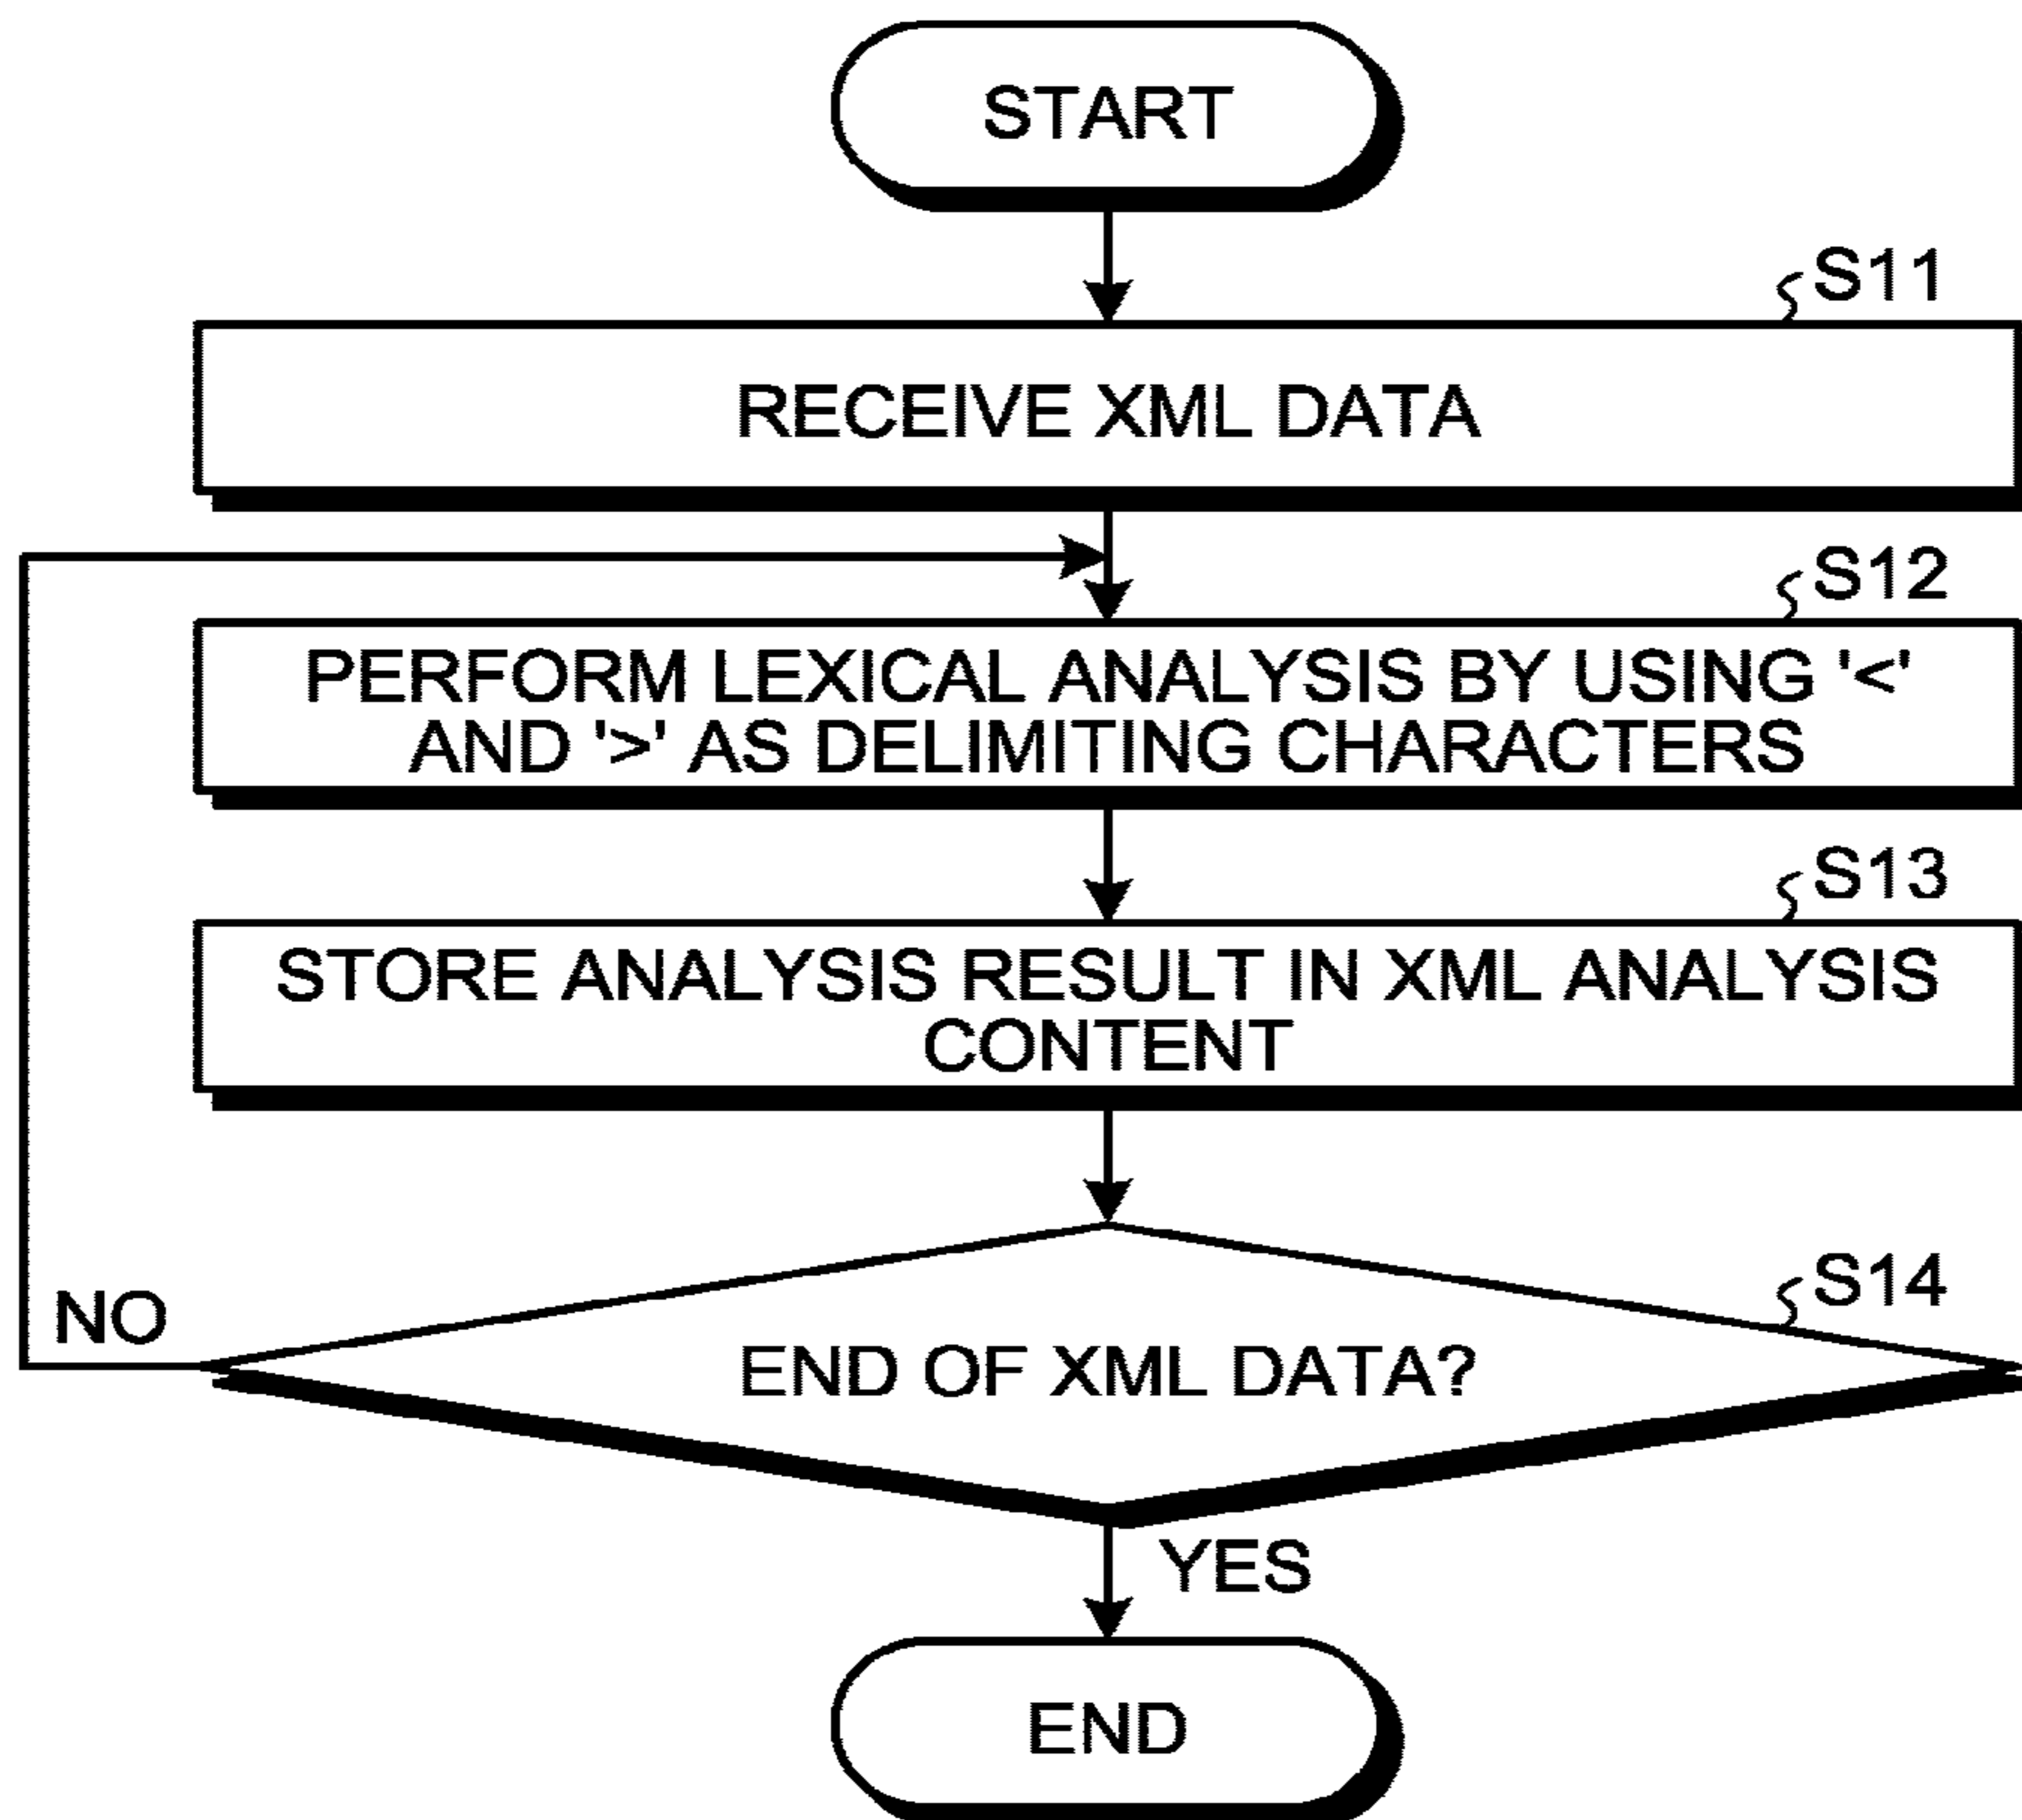 START
S11
RECEIVE XML DATA
S12
PERFORM LEXICAL ANALYSIS BY USING '<'
AND '>' AS DELIMITING CHARACTERS
S13
STORE ANALYSIS RESULT IN XML ANALYSIS
CONTENT
S14
NO
END OF XML DATA?
YES
END